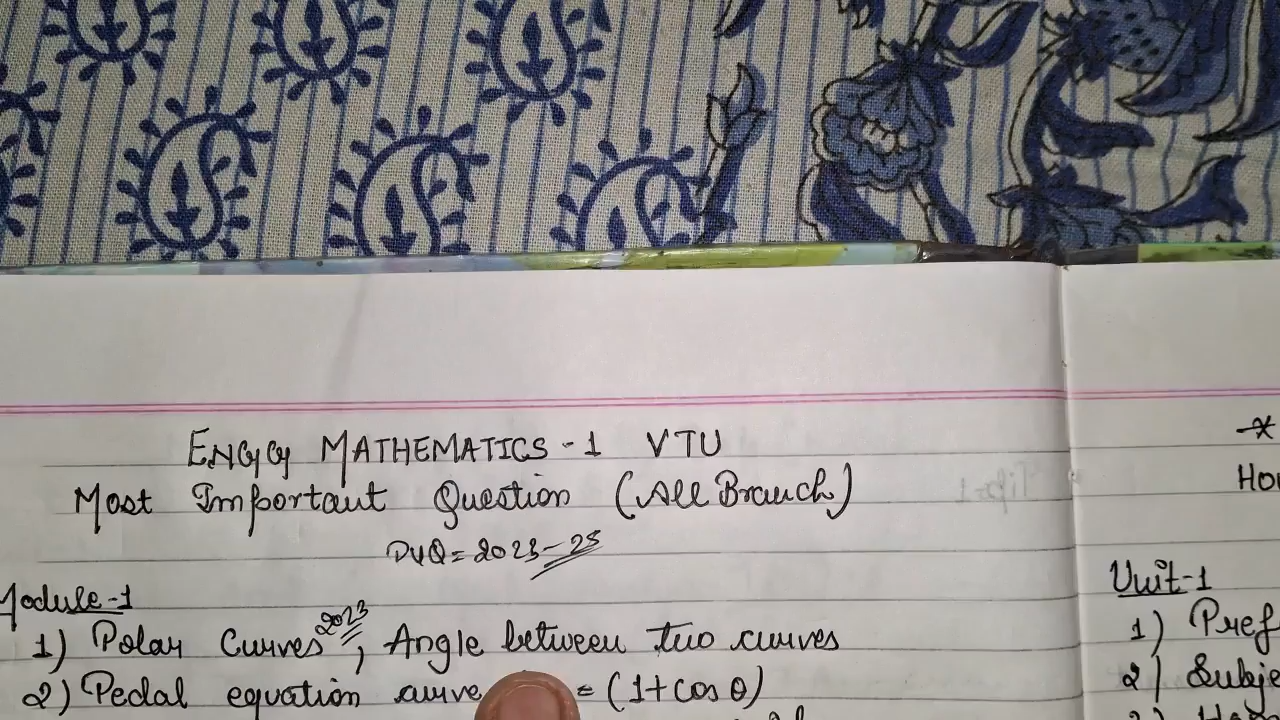 ENGG MATHEMATICS - 1 VTU
Most Important Question (All Branch)
PYQ = 2023-25
Module-1
1) Polar Curves 2023, Angle between two curves
2) Pedal equation curve = (1+cos θ)
Unit-1
1) Pref
2) Subje